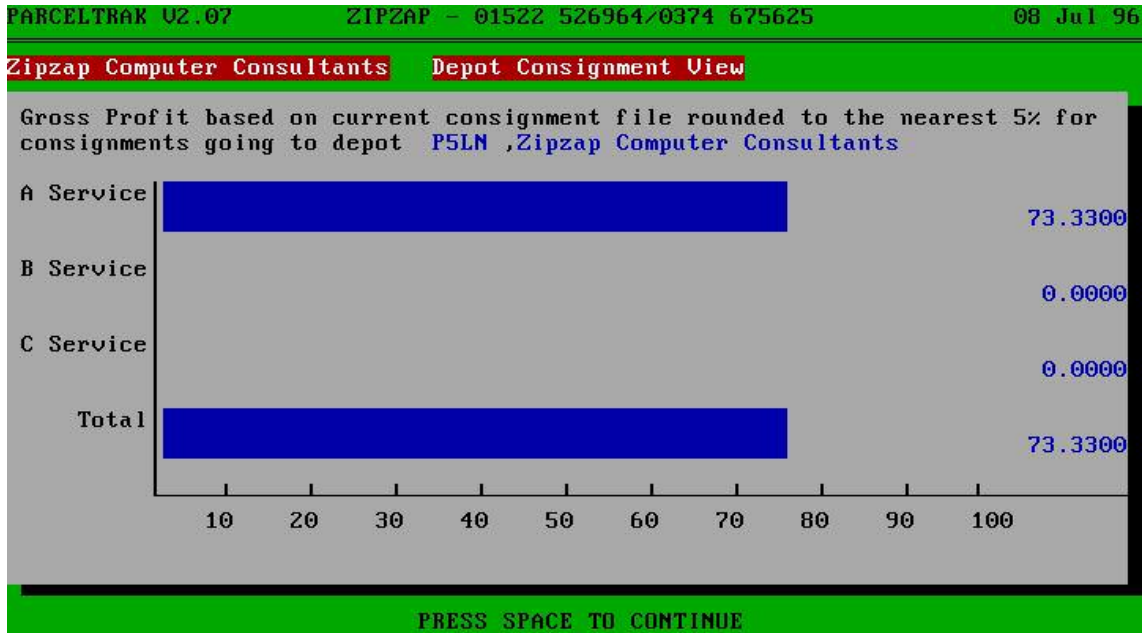 PARCELTRAK V2.07 ZIPZAP - 01522 526964/0374 675625 08 Jul 96
Zipzap Computer Consultants Depot Consignment View
Gross Profit based on current consignment file rounded to the nearest 5% for
consignments going to depot P5LN ,Zipzap Computer Consultants
A Service
73.3300
B Service
0.0000
C Service
0.0000
Total
73.3300
10 20 30 40 50 60 70 80 90 100
PRESS SPACE TO CONTINUE